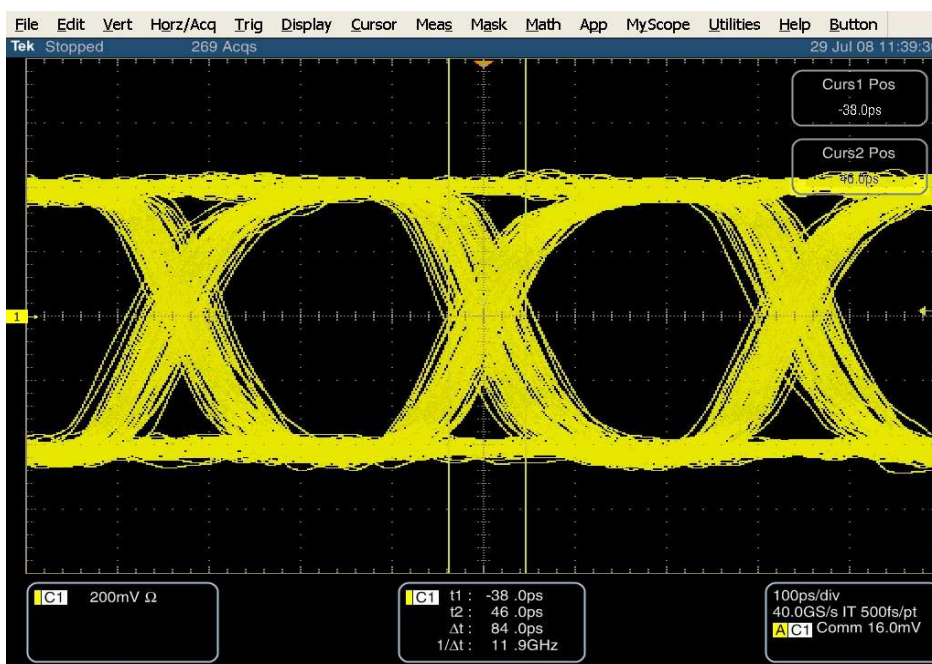 File Edit Vert Horz/Acq Trig Display Cursor Meas Mask Math App MyScope Utilities Help Button
Tek Stopped 269 Acqs 29 Jul 08 11:39:3
Curs1 Pos
-38.0ps
Curs2 Pos
46.0ps
1
C1 200mV Ω
C1 t1 : -38 .0ps
t2 : 46 .0ps
Δt : 84 .0ps
1/Δt : 11 .9GHz
100ps/div
40.0GS/s IT 500fs/pt
A C1 Comm 16.0mV